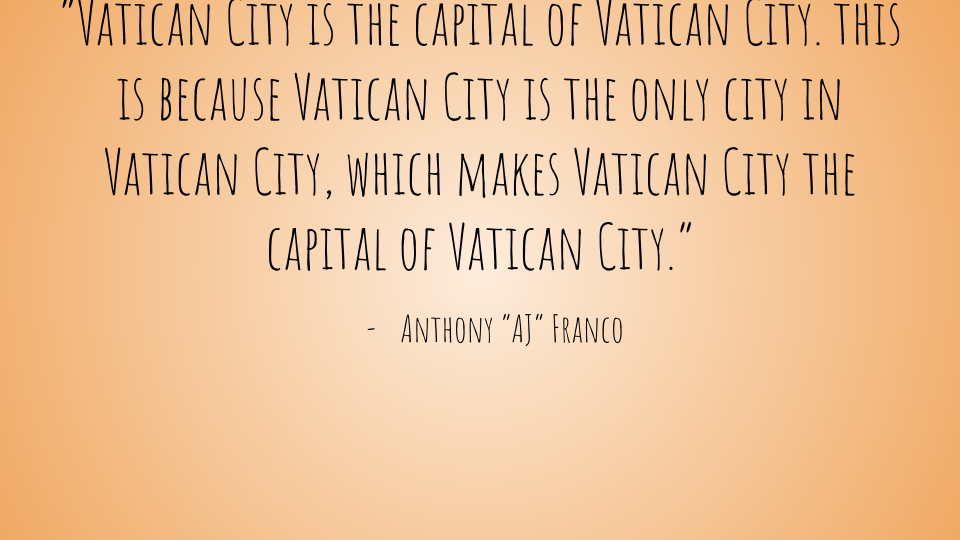 "Vatican City is the capital of Vatican City. this
is because Vatican City is the only city in
Vatican City, which makes Vatican City the
capital of Vatican City."
- Anthony "AJ" Franco